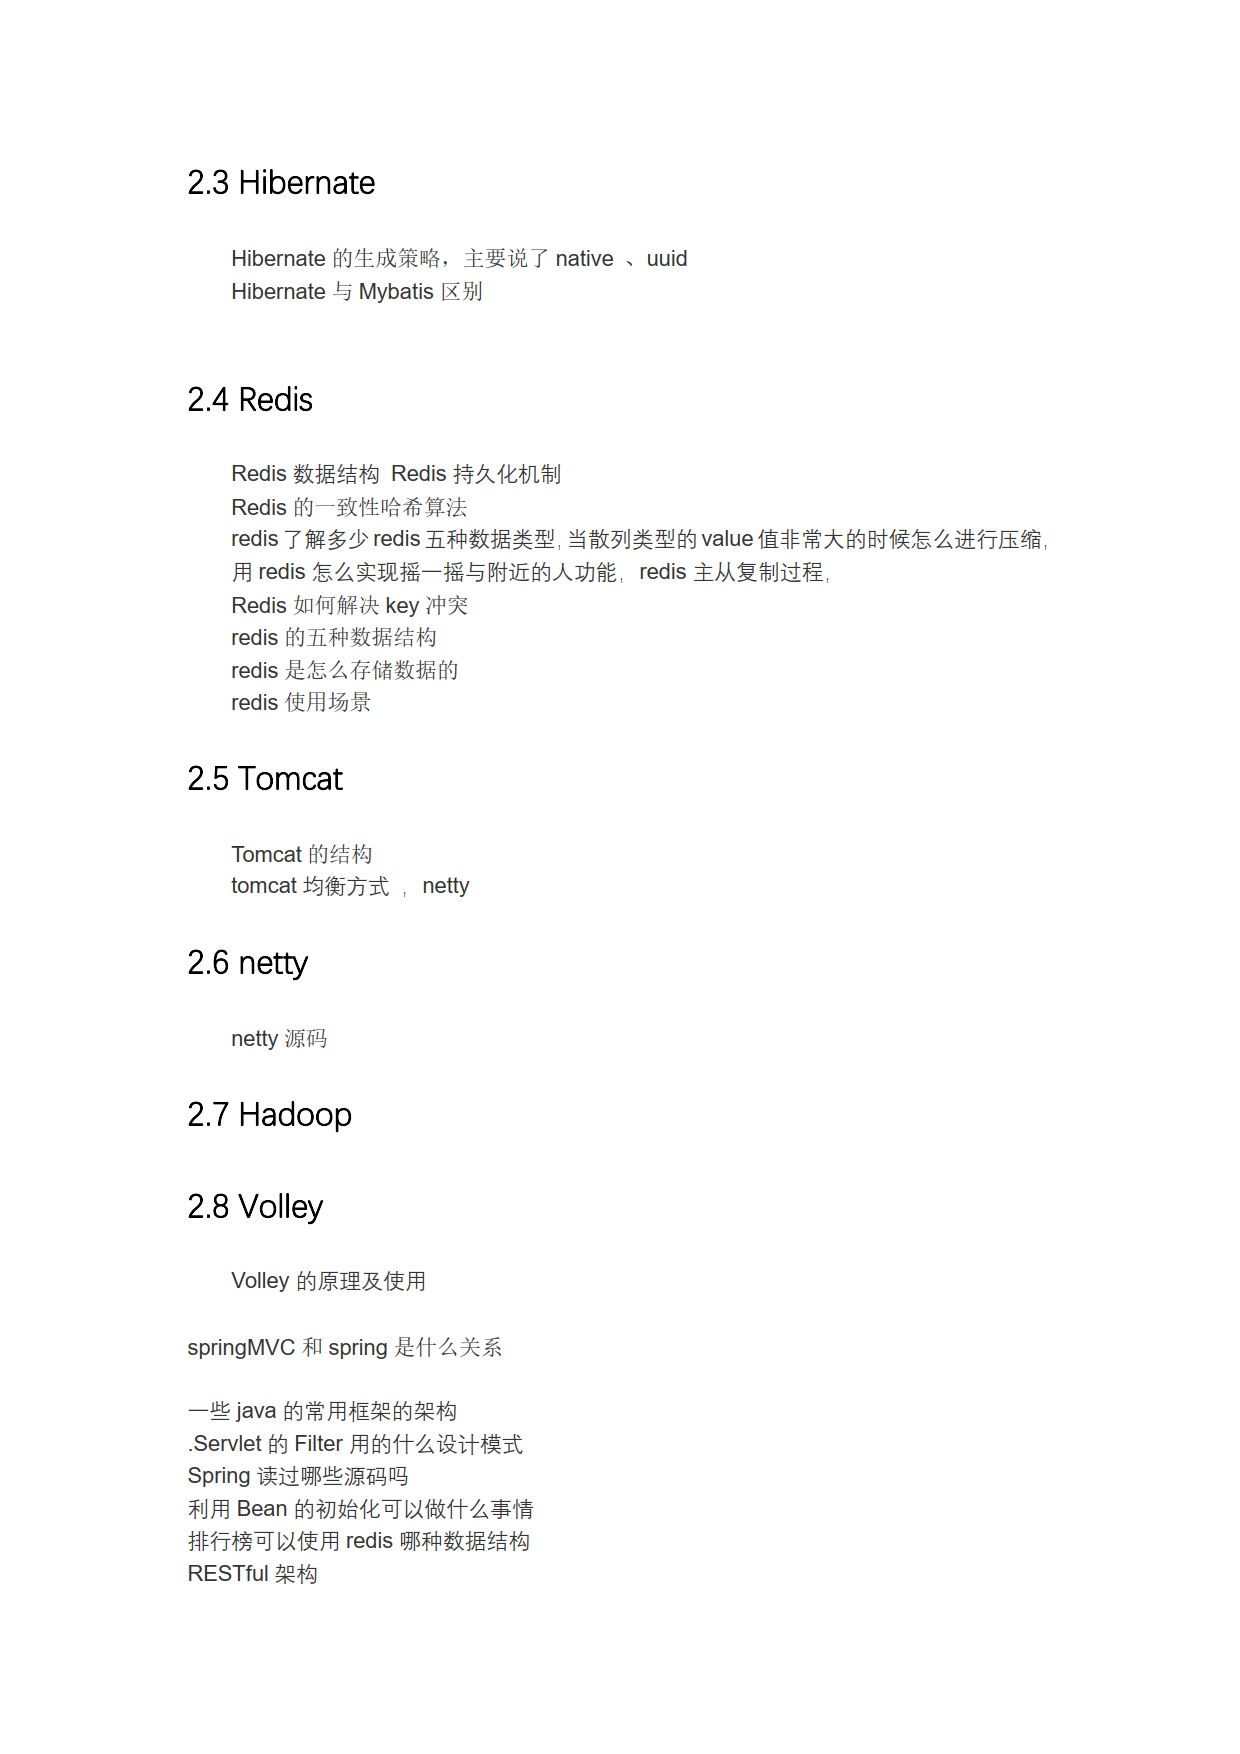 2.3 Hibernate
Hibernate 的生成策略，主要说了 native 、uuid
Hibernate 与 Mybatis 区别
2.4 Redis
Redis 数据结构 Redis 持久化机制
Redis 的一致性哈希算法
redis 了解多少 redis 五种数据类型, 当散列类型的 value 值非常大的时候怎么进行压缩,
用 redis 怎么实现摇一摇与附近的人功能, redis 主从复制过程,
Redis 如何解决 key 冲突
redis 的五种数据结构
redis 是怎么存储数据的
redis 使用场景
2.5 Tomcat
Tomcat 的结构
tomcat 均衡方式 , netty
2.6 netty
netty 源码
2.7 Hadoop
2.8 Volley
Volley 的原理及使用
springMVC 和 spring 是什么关系
一些 java 的常用框架的架构
.Servlet 的 Filter 用的什么设计模式
Spring 读过哪些源码吗
利用 Bean 的初始化可以做什么事情
排行榜可以使用 redis 哪种数据结构
RESTful 架构